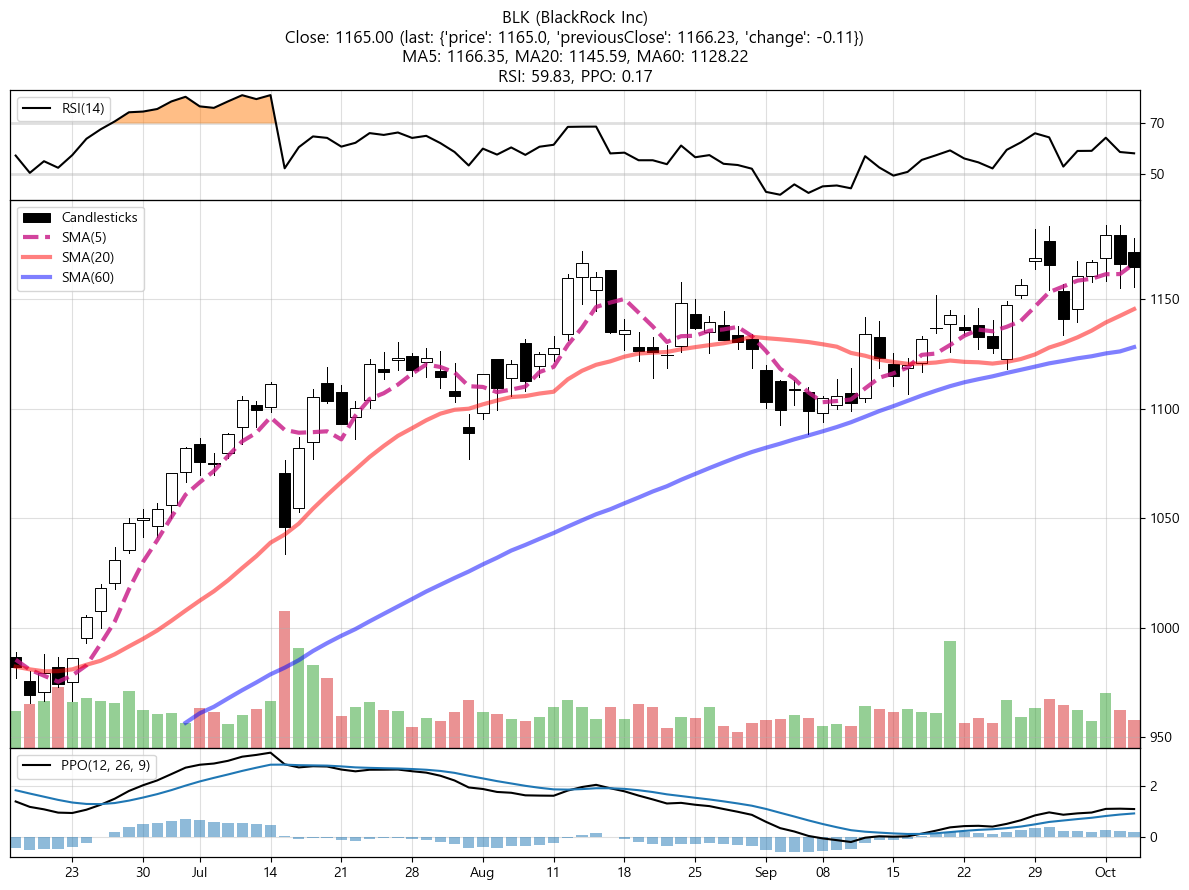 BLK (BlackRock Inc)
Close: 1165.00 (last: {'price': 1165.0, 'previousClose': 1166.23, 'change': -0.11})
MA5: 1166.35, MA20: 1145.59, MA60: 1128.22
RSI: 59.83, PPO: 0.17
RSI(14)
70
50
Candlesticks
SMA(5)
SMA(20)
SMA(60)
1150
1100
1050
1000
950
PPO(12, 26, 9)
2
0
23 30 Jul 14 21 28 Aug 11 18 25 Sep 08 15 22 29 Oct